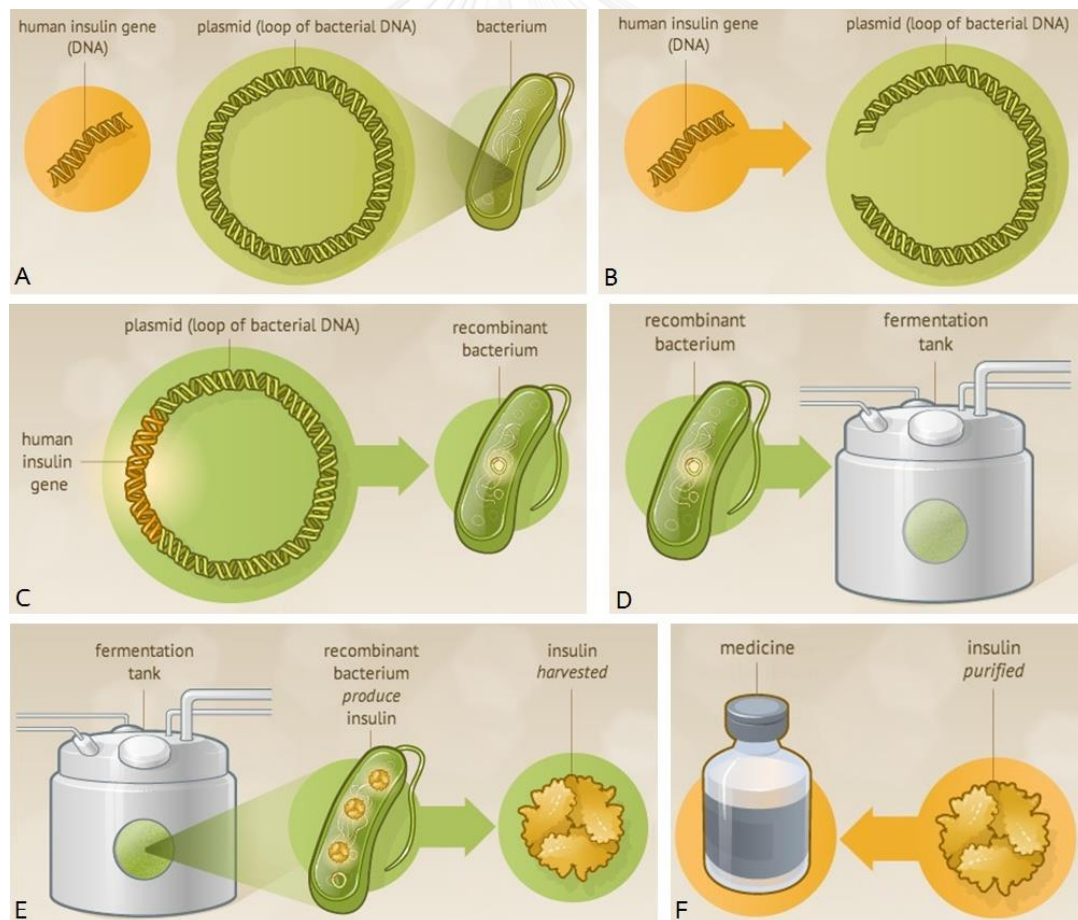 human insulin gene
(DNA)
plasmid (loop of bacterial DNA)
bacterium
A
human insulin gene
(DNA)
plasmid (loop of bacterial DNA)
B
plasmid (loop of bacterial DNA)
recombinant
bacterium
human
insulin
gene
C
recombinant
bacterium
fermentation
tank
D
fermentation
tank
recombinant
bacterium
produce
insulin
insulin
harvested
E
medicine
insulin
purified
F